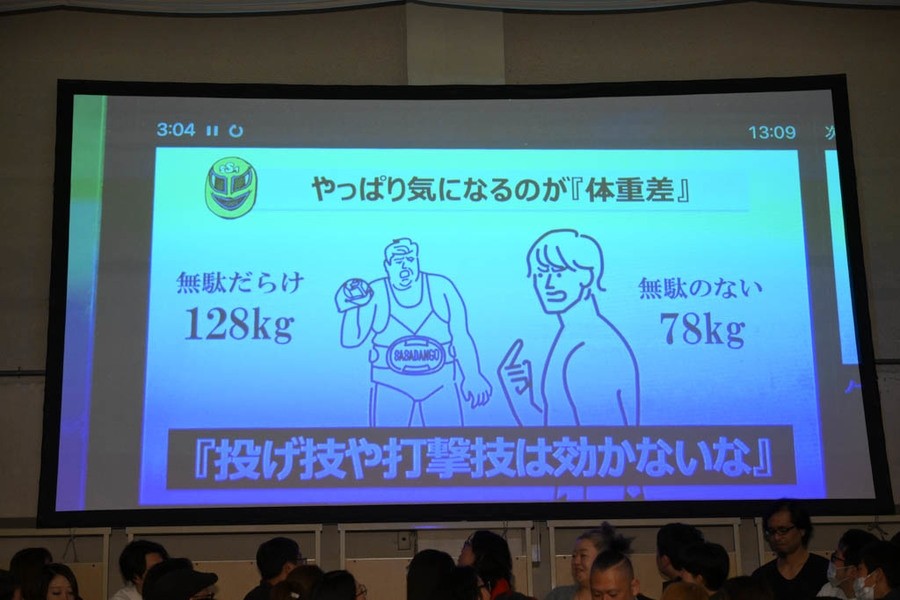 3:04
13:09
次
SSM
やっぱり気になるのが『体重差』
無駄だらけ
128kg
無駄のない
78kg
SASADANGO
『投げ技や打撃技は効かないな』